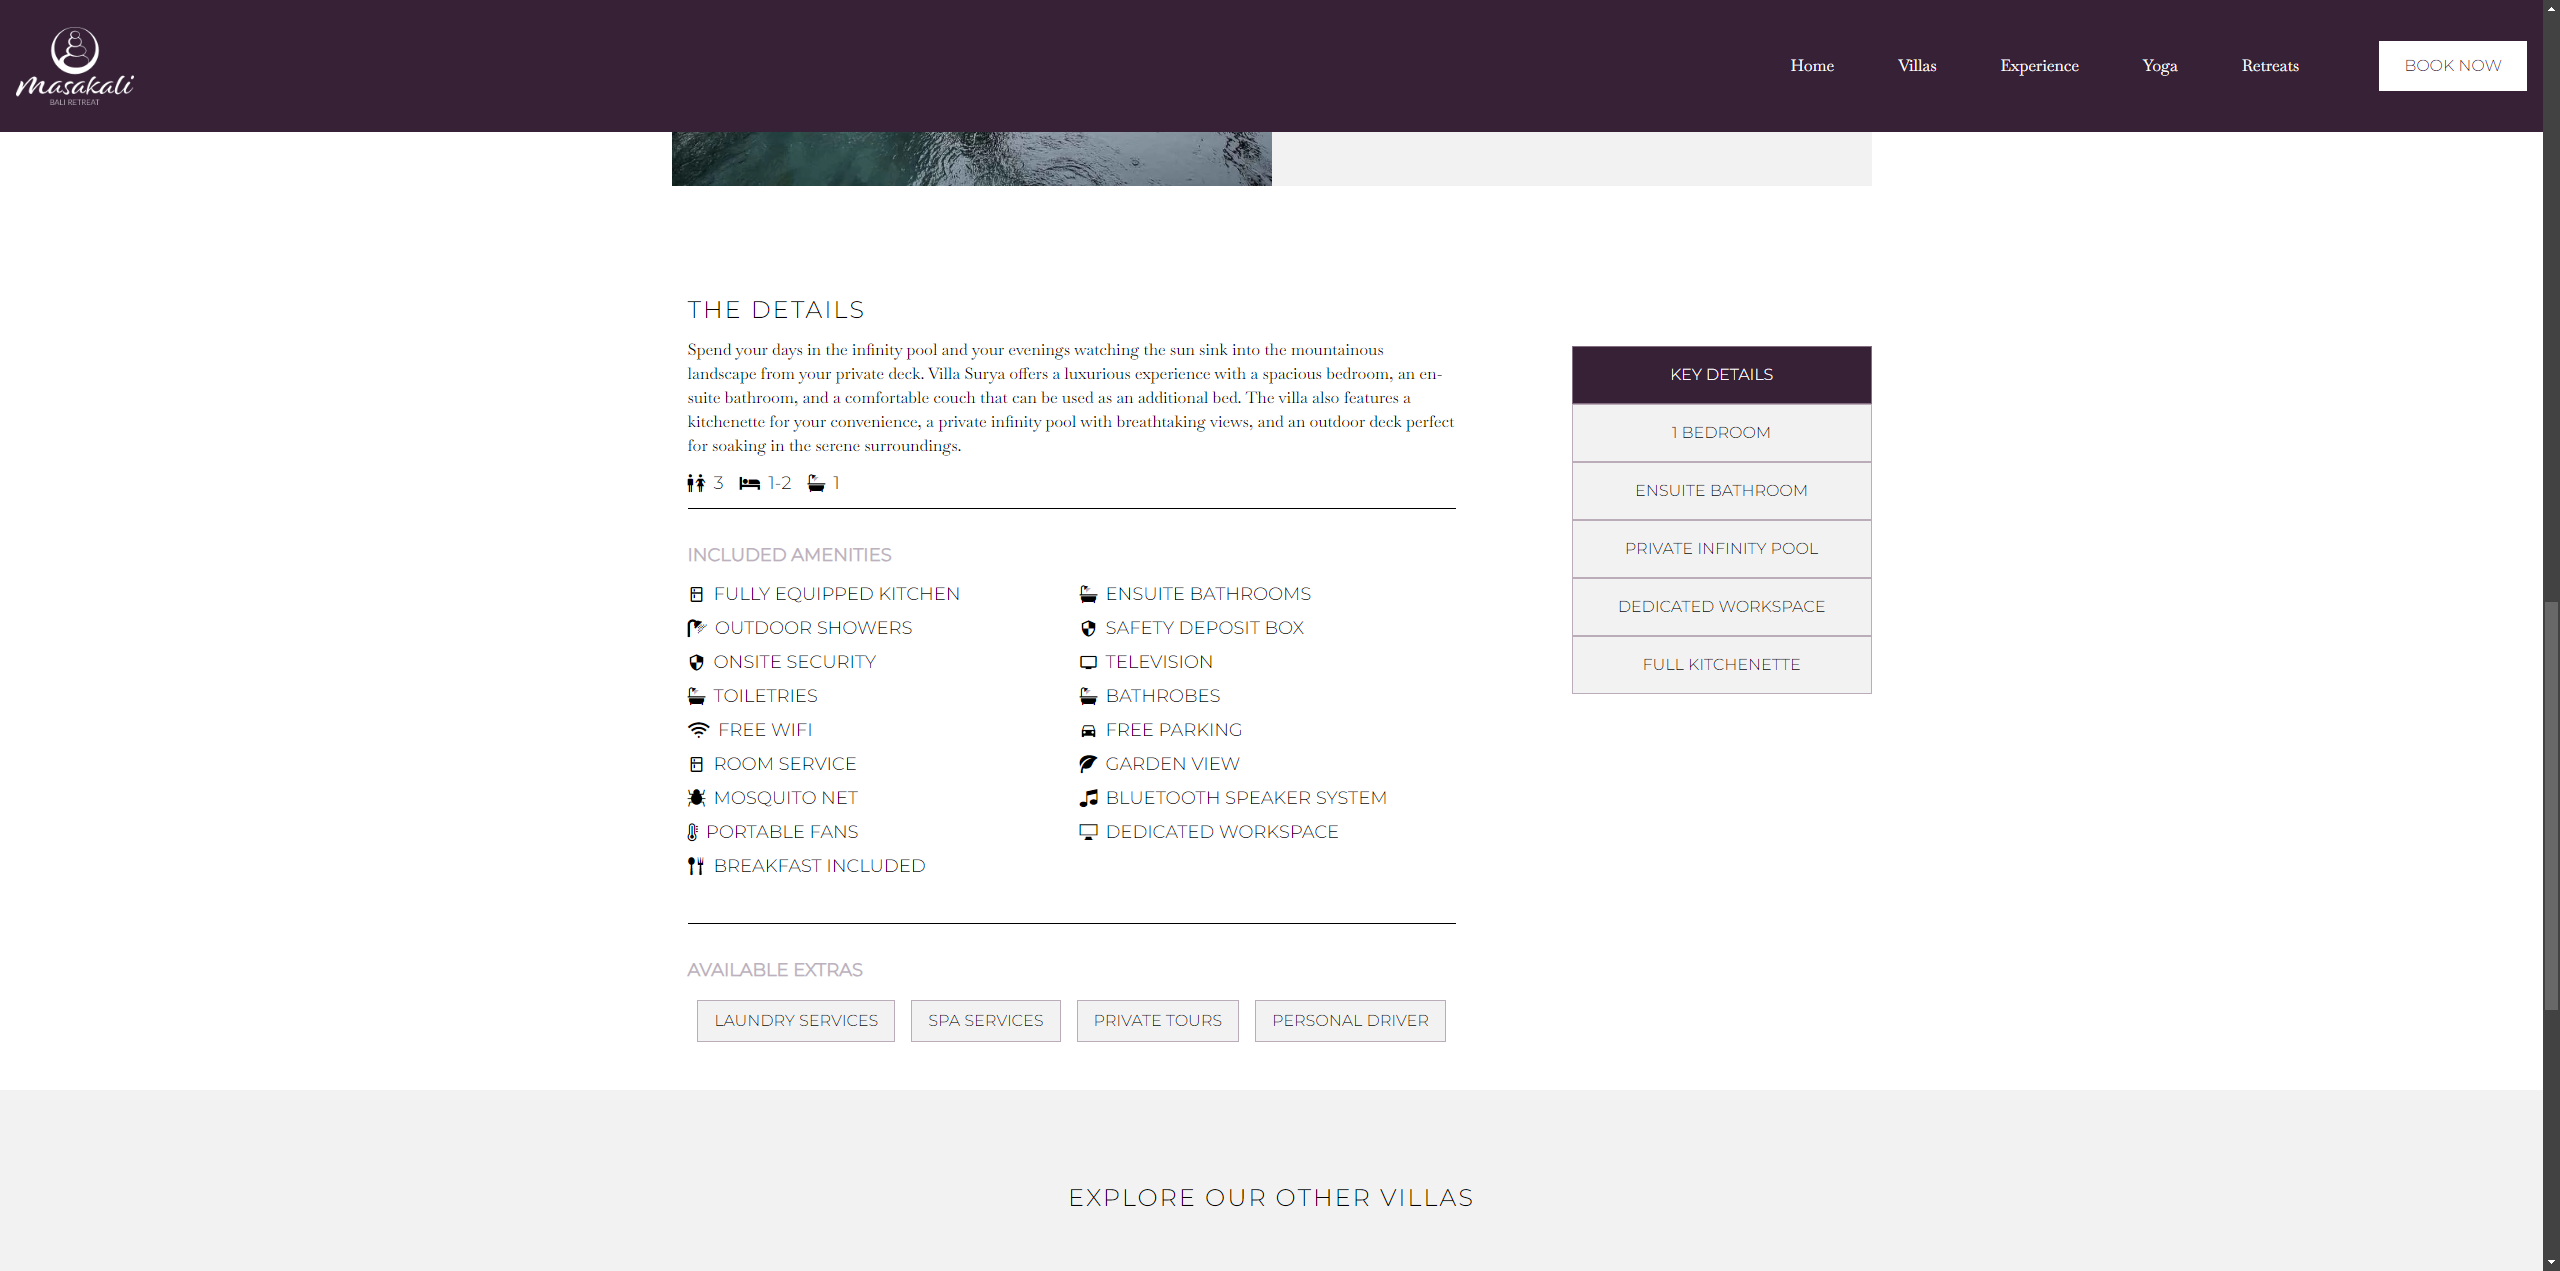 masakali
BALI RETREAT
Home
Villas
Experience
Yoga
Retreats
BOOK NOW
THE DETAILS
Spend your days in the infinity pool and your evenings watching the sun sink into the mountainous
landscape from your private deck. Villa Surya offers a luxurious experience with a spacious bedroom, an en-
suite bathroom, and a comfortable couch that can be used as an additional bed. The villa also features a
kitchenette for your convenience, a private infinity pool with breathtaking views, and an outdoor deck perfect
for soaking in the serene surroundings.
3 1-2 1
INCLUDED AMENITIES
FULLY EQUIPPED KITCHEN
OUTDOOR SHOWERS
ONSITE SECURITY
TOILETRIES
FREE WIFI
ROOM SERVICE
MOSQUITO NET
PORTABLE FANS
BREAKFAST INCLUDED
ENSUITE BATHROOMS
SAFETY DEPOSIT BOX
TELEVISION
BATHROBES
FREE PARKING
GARDEN VIEW
BLUETOOTH SPEAKER SYSTEM
DEDICATED WORKSPACE
AVAILABLE EXTRAS
LAUNDRY SERVICES
SPA SERVICES
PRIVATE TOURS
PERSONAL DRIVER
KEY DETAILS
1 BEDROOM
ENSUITE BATHROOM
PRIVATE INFINITY POOL
DEDICATED WORKSPACE
FULL KITCHENETTE
EXPLORE OUR OTHER VILLAS